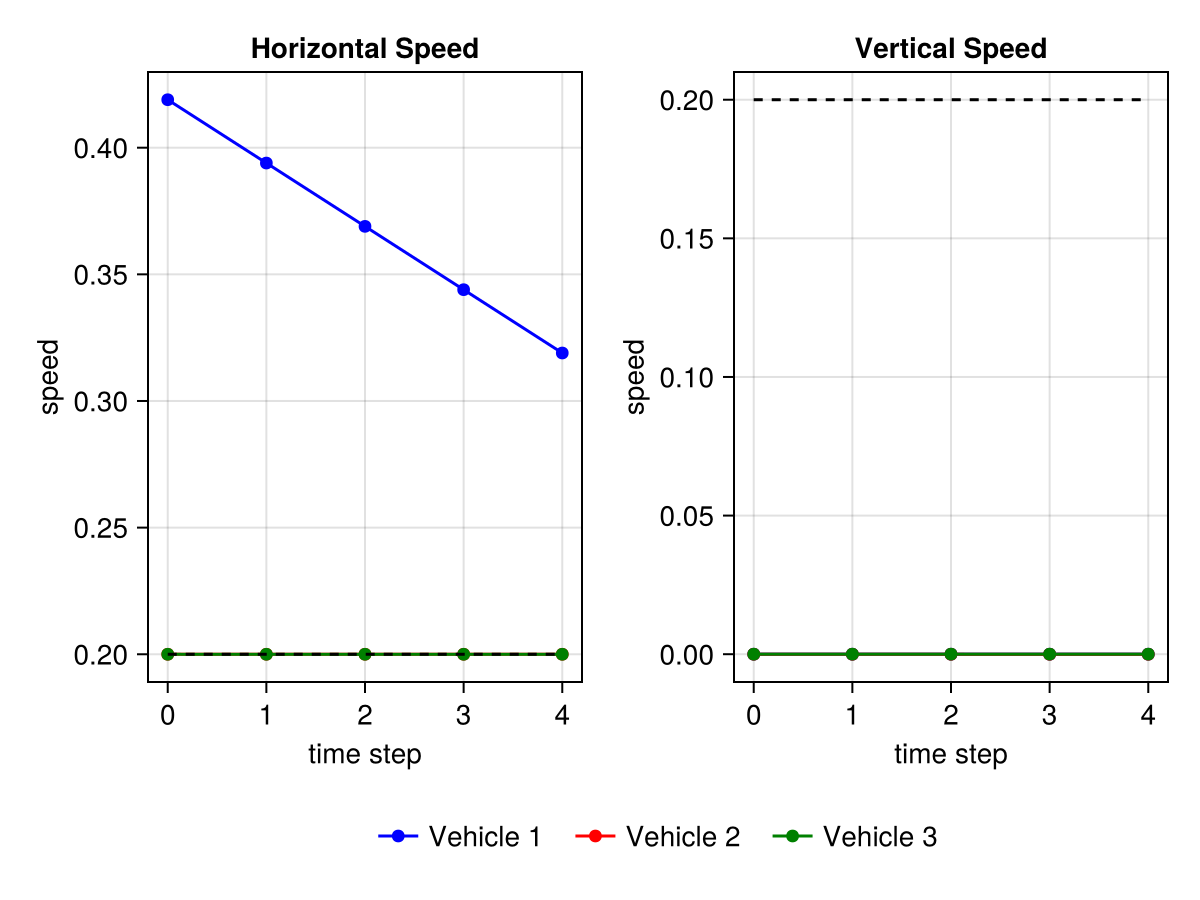 Horizontal Speed
Vertical Speed
speed
0.40
0.35
0.30
0.25
0.20
0 1 2 3 4
time step
speed
0.20
0.15
0.10
0.05
0.00
0 1 2 3 4
time step
Vehicle 1 Vehicle 2 Vehicle 3